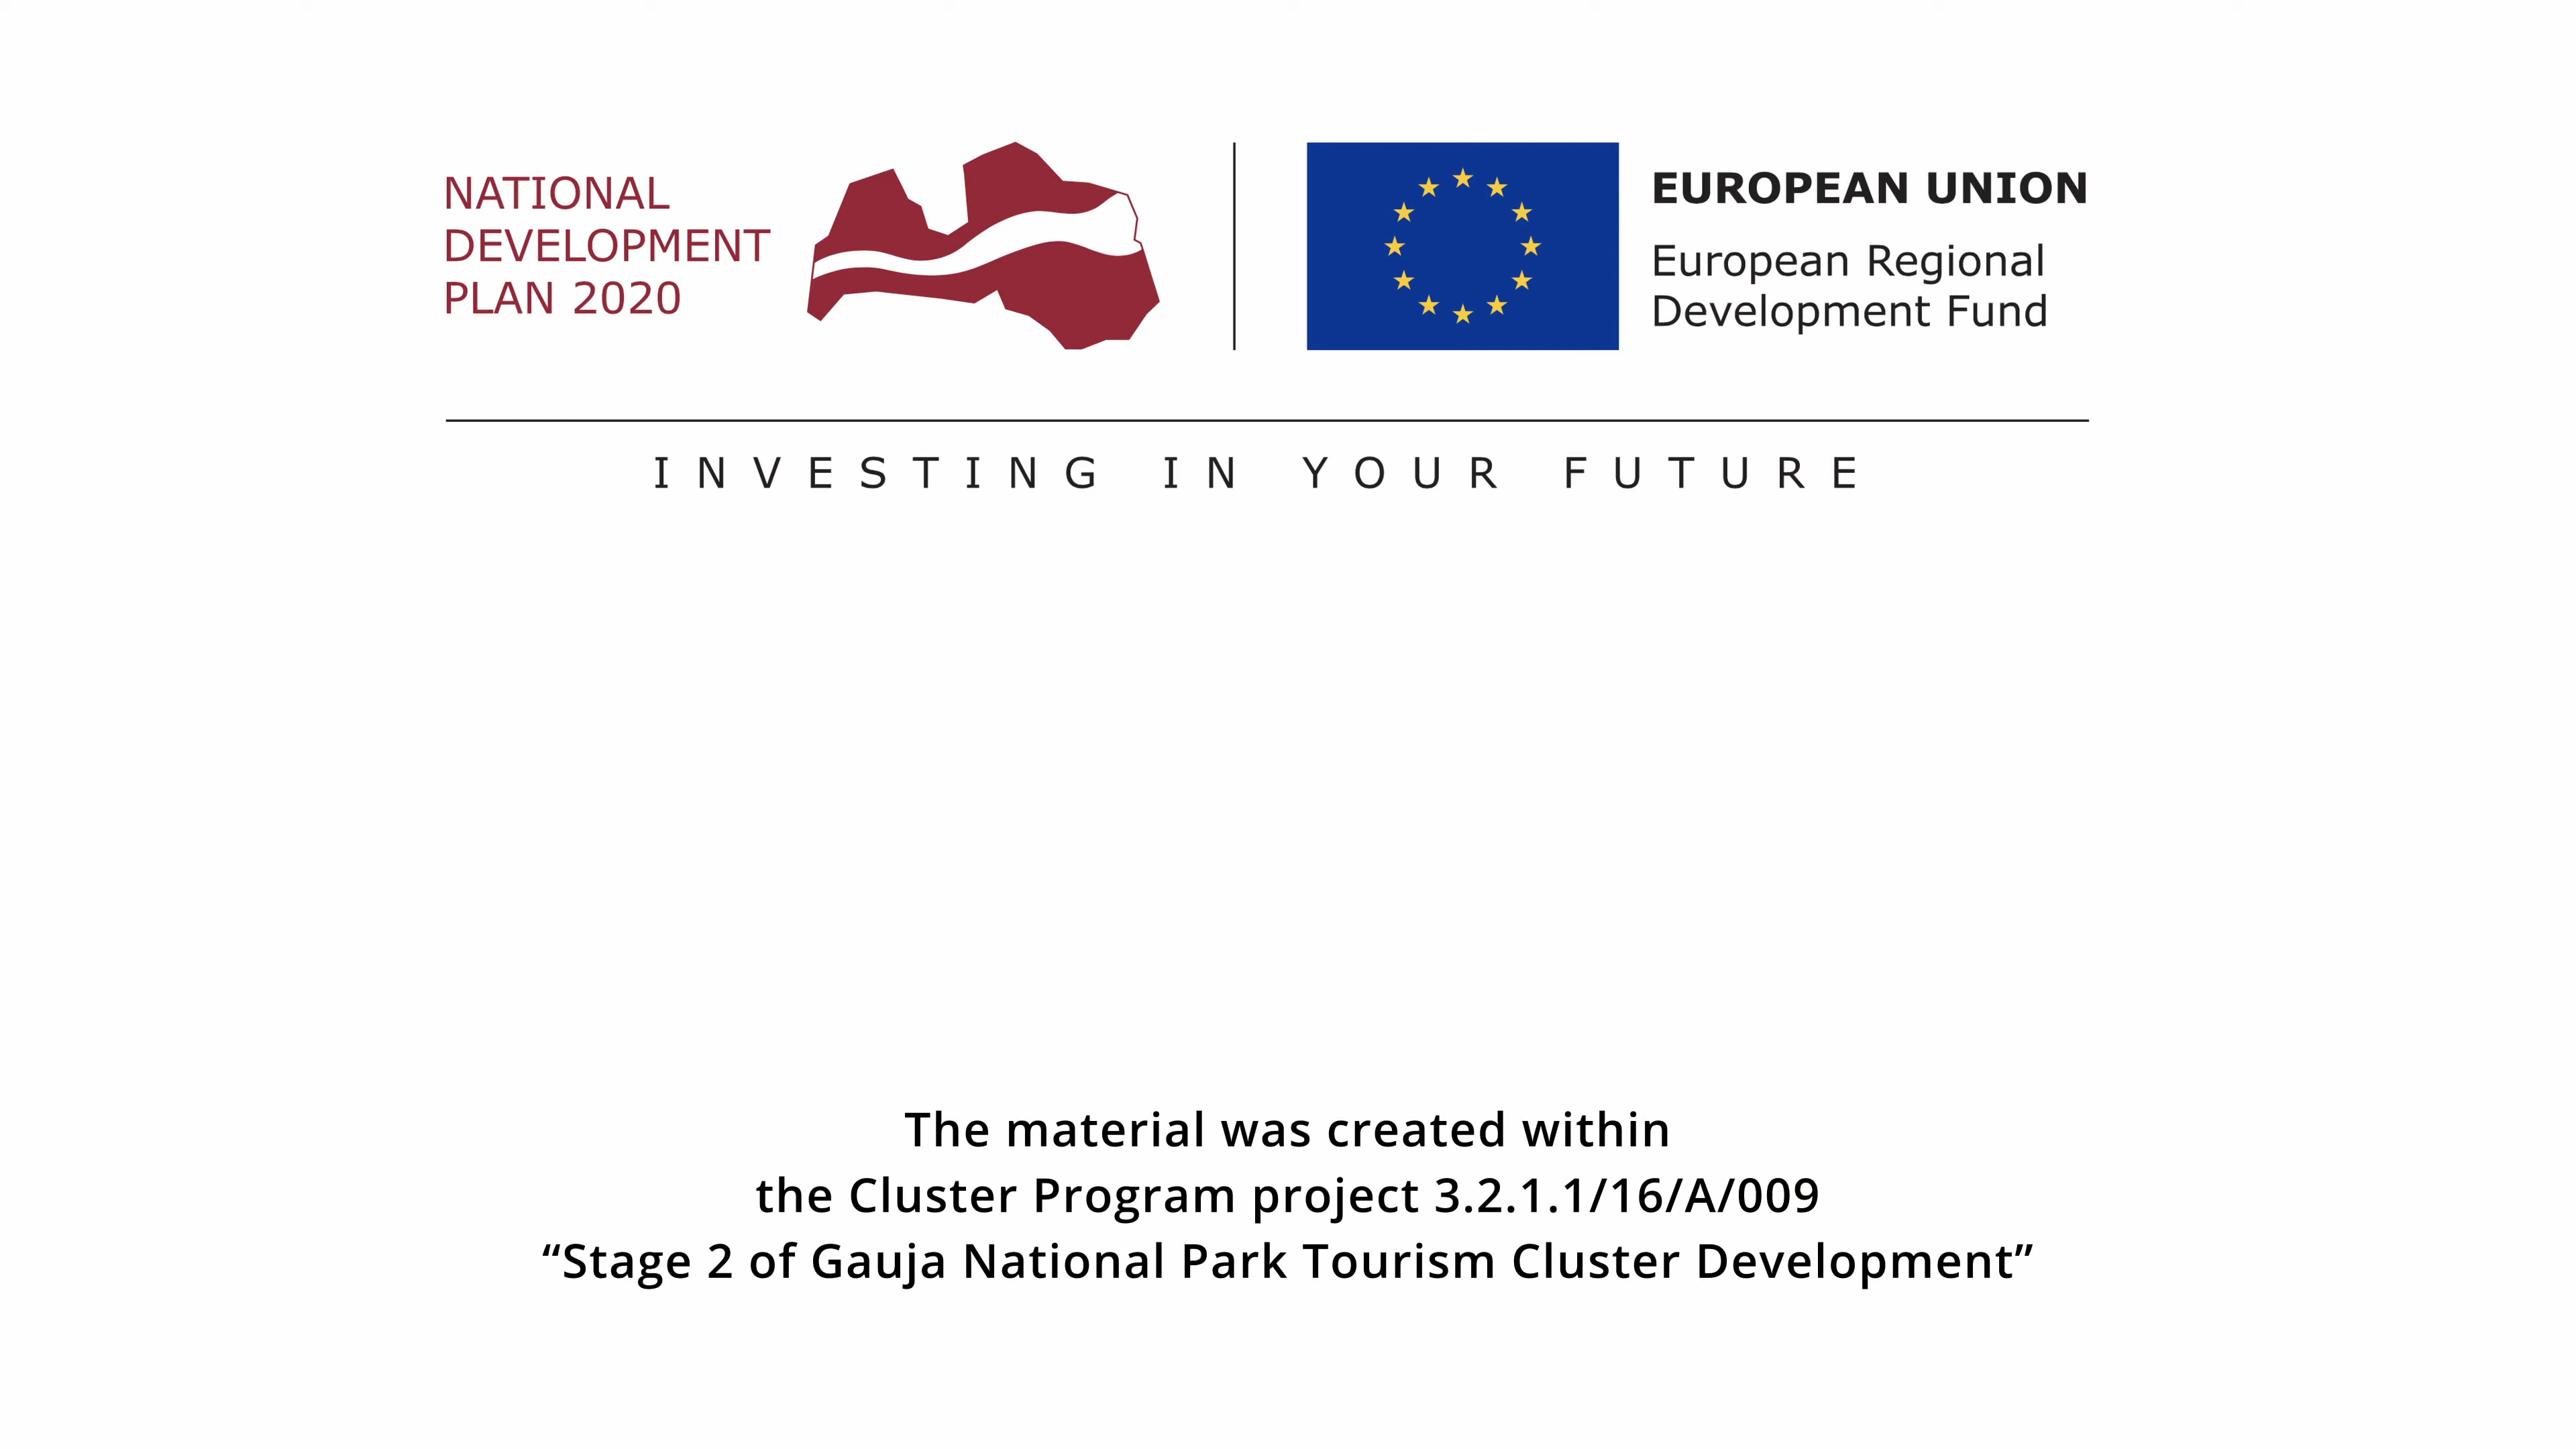 NATIONAL
DEVELOPMENT
PLAN 2020
EUROPEAN UNION
European Regional
Development Fund
INVESTING IN YOUR FUTURE
The material was created within
the Cluster Program project 3.2.1.1/16/A/009
“Stage 2 of Gauja National Park Tourism Cluster Development”